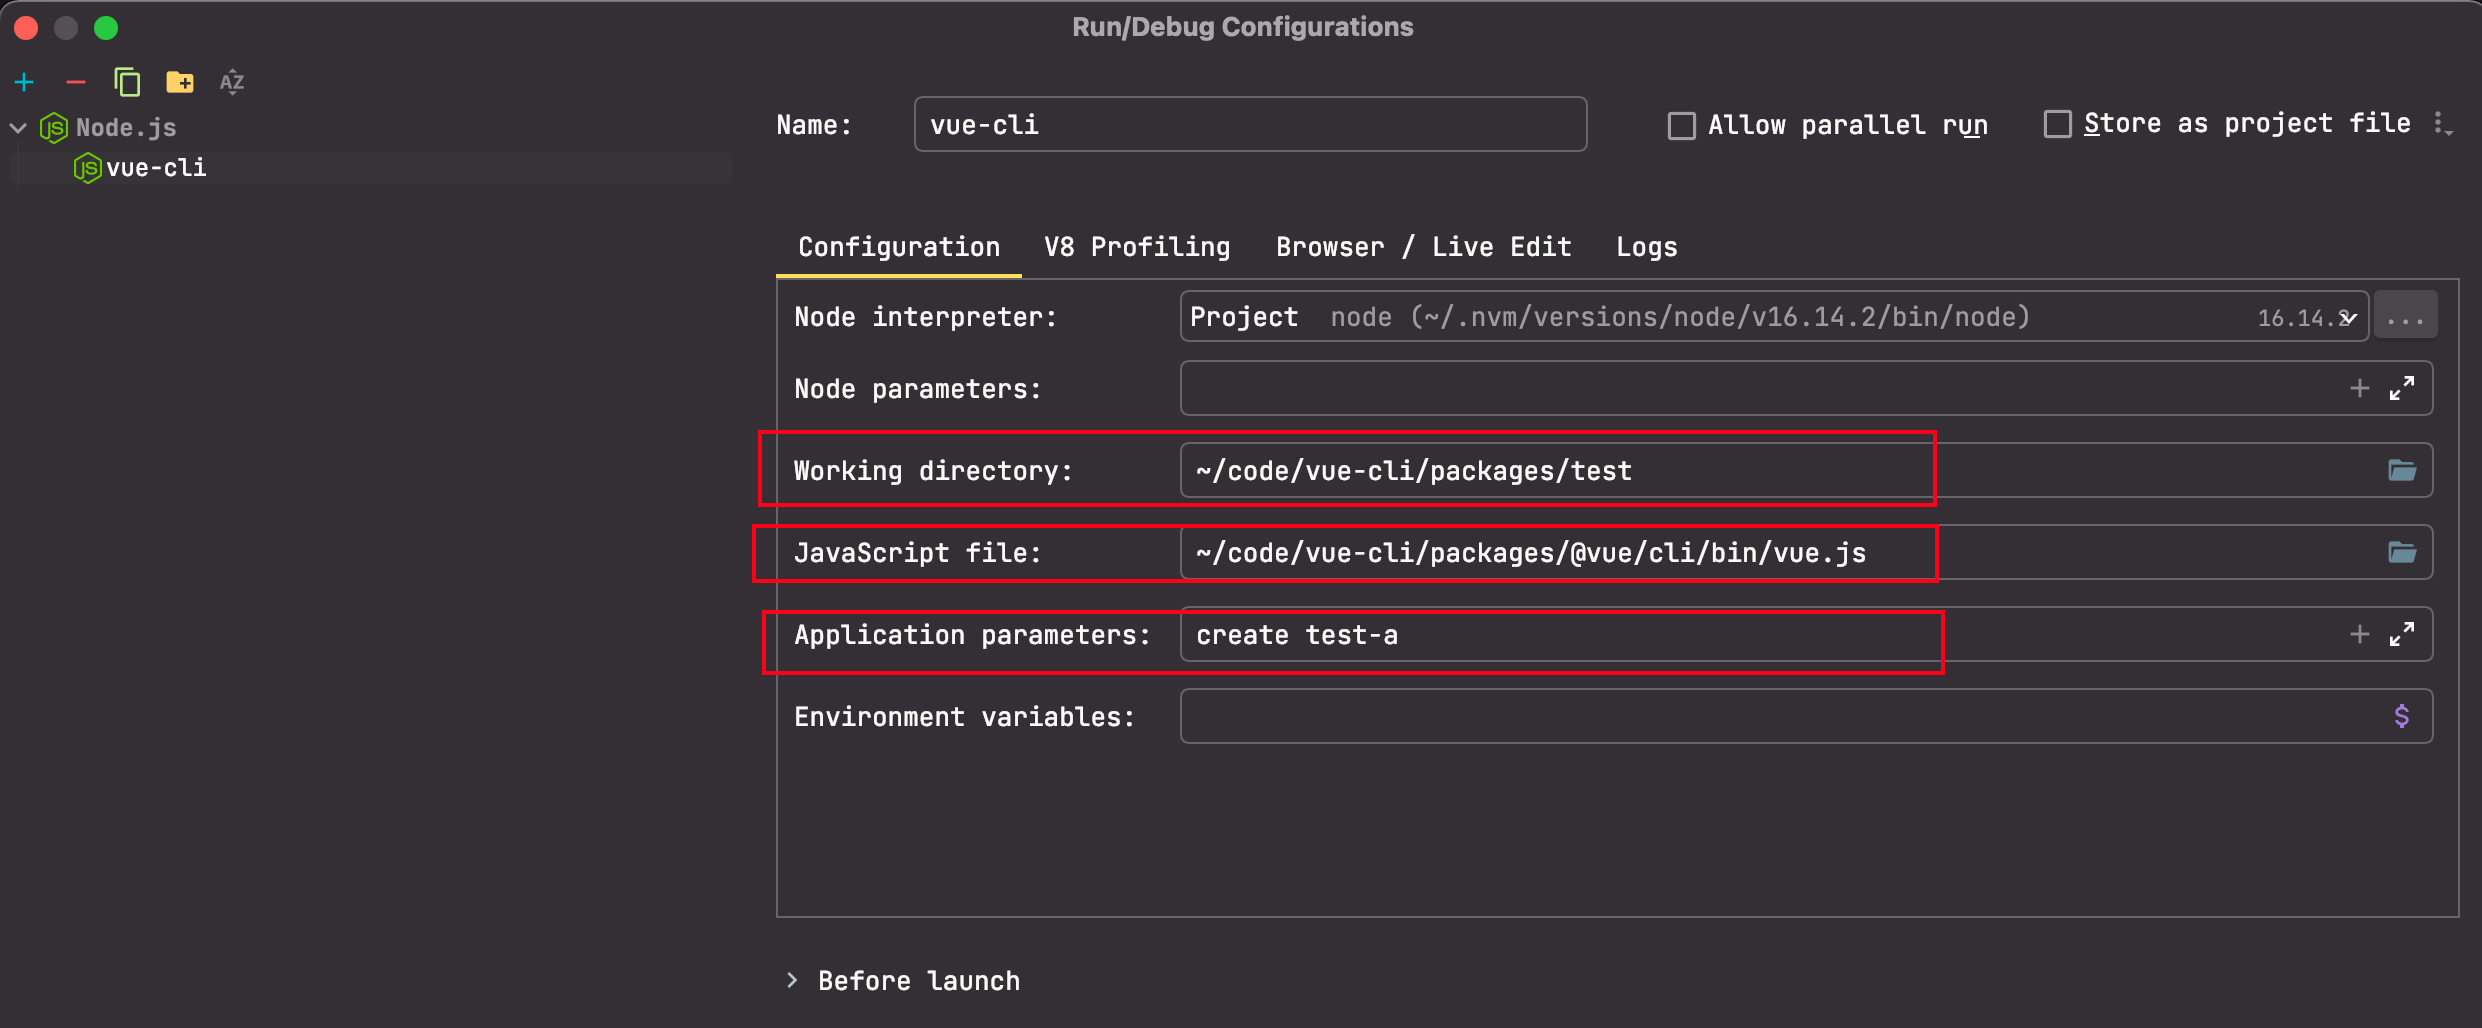 Run/Debug Configurations
Node.js
vue-cli
Name: vue-cli Allow parallel run Store as project file
Configuration V8 Profiling Browser / Live Edit Logs
Node interpreter: Project node (~/.nvm/versions/node/v16.14.2/bin/node) 16.14.2 ...
Node parameters:
Working directory: ~/code/vue-cli/packages/test
JavaScript file: ~/code/vue-cli/packages/@vue/cli/bin/vue.js
Application parameters: create test-a
Environment variables: $
Before launch